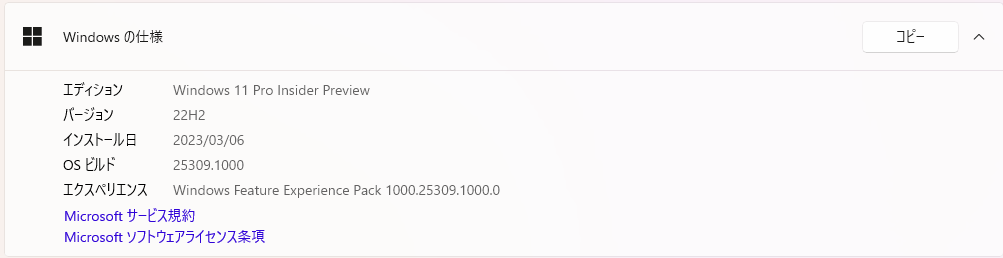 Windows の仕様
コピー
エディション Windows 11 Pro Insider Preview
バージョン 22H2
インストール日 2023/03/06
OS ビルド 25309.1000
エクスペリエンス Windows Feature Experience Pack 1000.25309.1000.0
Microsoft サービス規約
Microsoft ソフトウェアライセンス条項